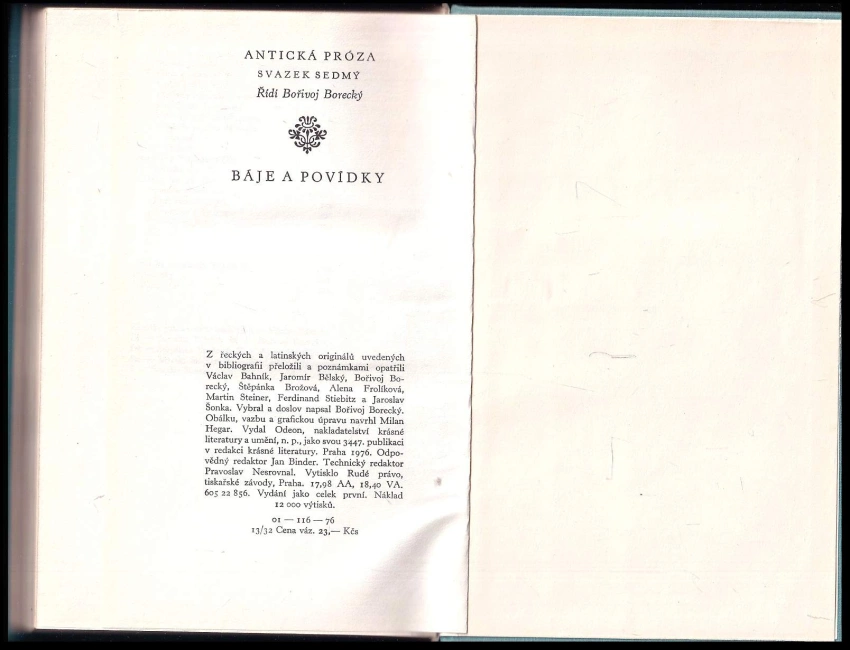 ANTICKÁ PRÓZA
SVAZEK SEDMÝ
Řídí Bořivoj Borecký
BÁJE A POVÍDKY
Z řeckých a latinských originálů uvedených
v bibliografii přeložili a poznámkami opatřili
Václav Bahník, Jaromír Bělský, Bořivoj Bo-
recký, Štěpánka Brožová, Alena Frolíková,
Martin Steiner, Ferdinand Stiebitz a Jaroslav
Šonka. Vybral a doslov napsal Bořivoj Borecký.
Obálku, vazbu a grafickou úpravu navrhl Milan
Hegar. Vydal Odeon, nakladatelství krásné
literatury a umění, n. p., jako svou 3447. publikaci
v redakci krásné literatury. Praha 1976. Odpo-
vědný redaktor Jan Binder. Technický redaktor
Pravoslav Nesrovnal. Vytisklo Rudé právo,
tiskařské závody, Praha. 17,98 AA, 18,40 VA.
605 22 856. Vydání jako celek první. Náklad
12 000 výtisků.
01 — 116 — 76
13/32 Cena váz. 23,— Kčs